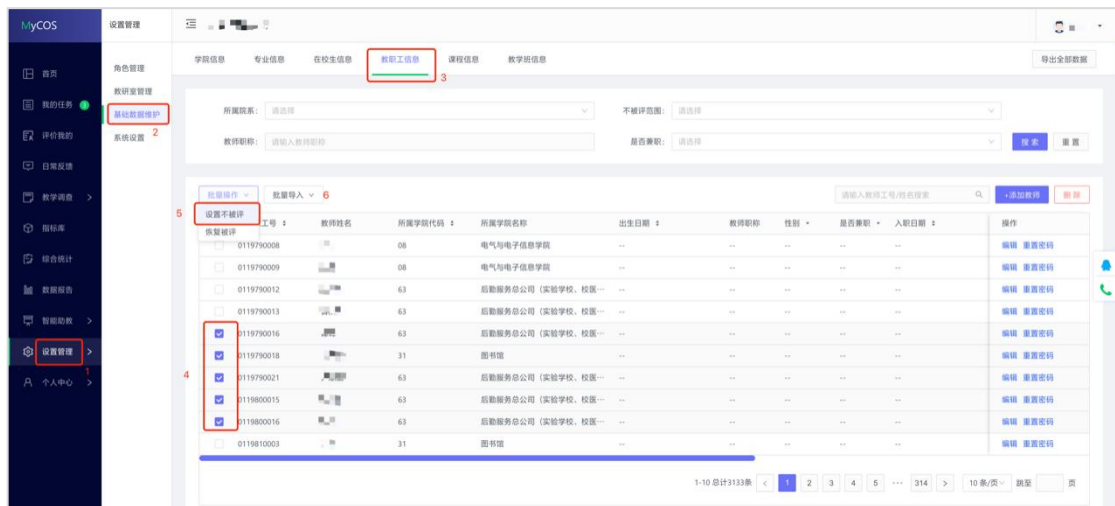 MyCOS 设置管理
学院信息 专业信息 在校生信息 教职工信息 课程信息 教学班信息 导出全部数据
3
首页 角色管理
教研室管理
我的任务 3 基础数据维护
2
评价我的 系统设置
日常反馈
教学调查 >
指标库
综合统计
数据报告
智能助教 >
设置管理 >
1
个人中心 >
所属院系: 请选择 不被评范围: 请选择
教师职称: 请输入教师职称 是否兼职: 请选择 搜索 重置
批量操作 批量导入 6 请输入教师工号/姓名搜索 +添加教师 删除
5 设置不被评
恢复被评
工号 教师姓名 所属学院代码 所属学院名称 出生日期 教师职称 性别 是否兼职 入职日期 操作
0119790008 08 电气与电子信息学院 -- -- -- -- -- 编辑 重置密码
0119790009 08 电气与电子信息学院 -- -- -- -- -- 编辑 重置密码
0119790012 63 后勤服务总公司（实验学校、校医… -- -- -- -- -- 编辑 重置密码
0119790013 63 后勤服务总公司（实验学校、校医… -- -- -- -- -- 编辑 重置密码
0119790016 63 后勤服务总公司（实验学校、校医… -- -- -- -- -- 编辑 重置密码
0119790018 31 图书馆 -- -- -- -- -- 编辑 重置密码
4
0119790021 63 后勤服务总公司（实验学校、校医… -- -- -- -- -- 编辑 重置密码
0119800015 63 后勤服务总公司（实验学校、校医… -- -- -- -- -- 编辑 重置密码
0119800016 63 后勤服务总公司（实验学校、校医… -- -- -- -- -- 编辑 重置密码
0119810003 31 图书馆 -- -- -- -- -- 编辑 重置密码
1-10 总计3133条 < 1 2 3 4 5 ··· 314 > 10 条/页 跳至 页